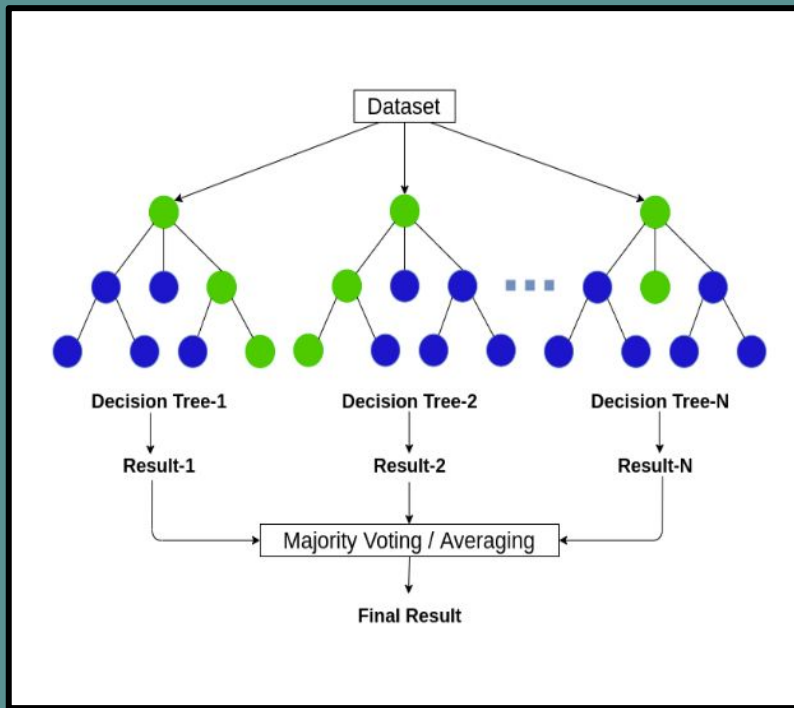 Dataset
Decision Tree-1
Decision Tree-2
Decision Tree-N
Result-1
Result-2
Result-N
Majority Voting / Averaging
Final Result